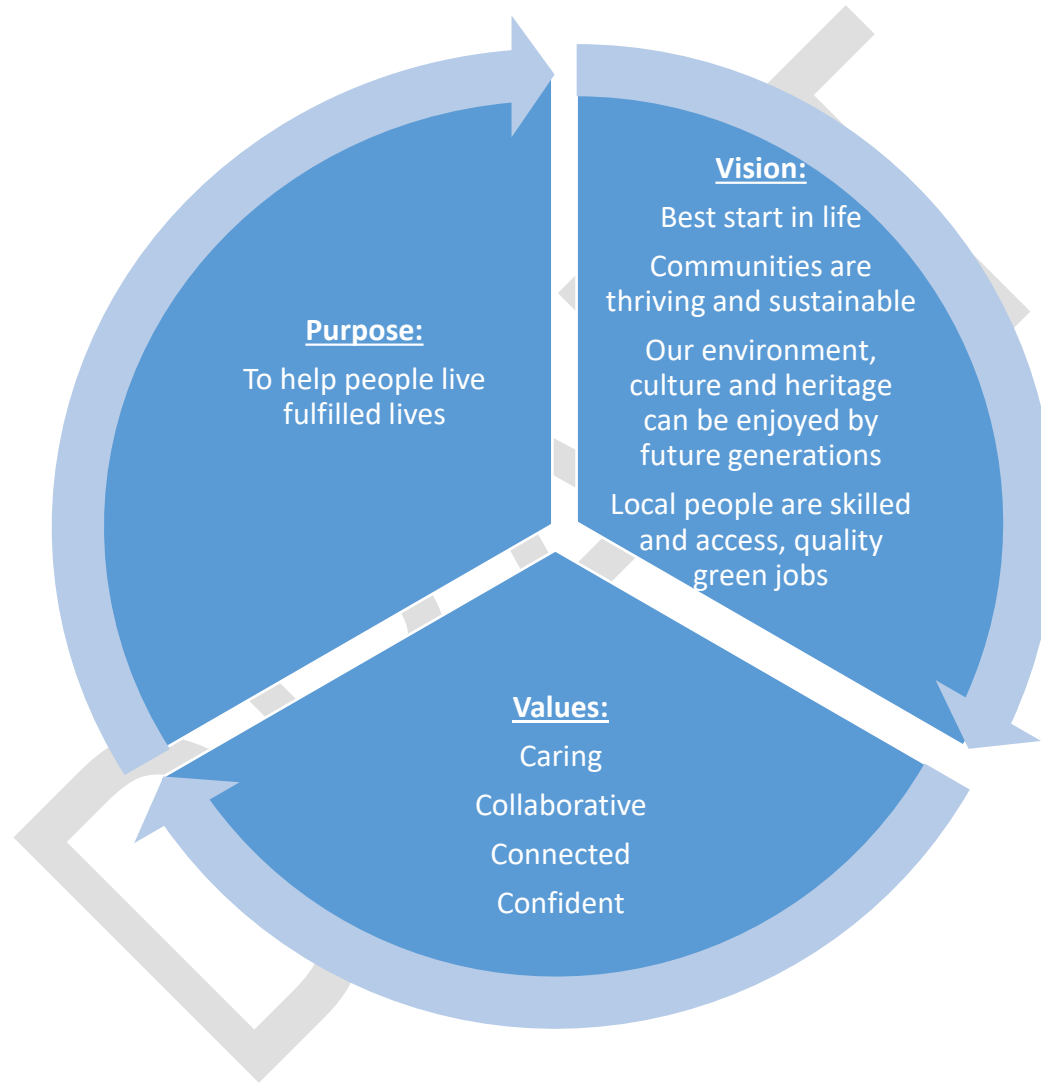 Purpose:
To help people live
fulfilled lives
Vision:
Best start in life
Communities are
thriving and sustainable
Our environment,
culture and heritage
can be enjoyed by
future generations
Local people are skilled
and access, quality
green jobs
Values:
Caring
Collaborative
Connected
Confident